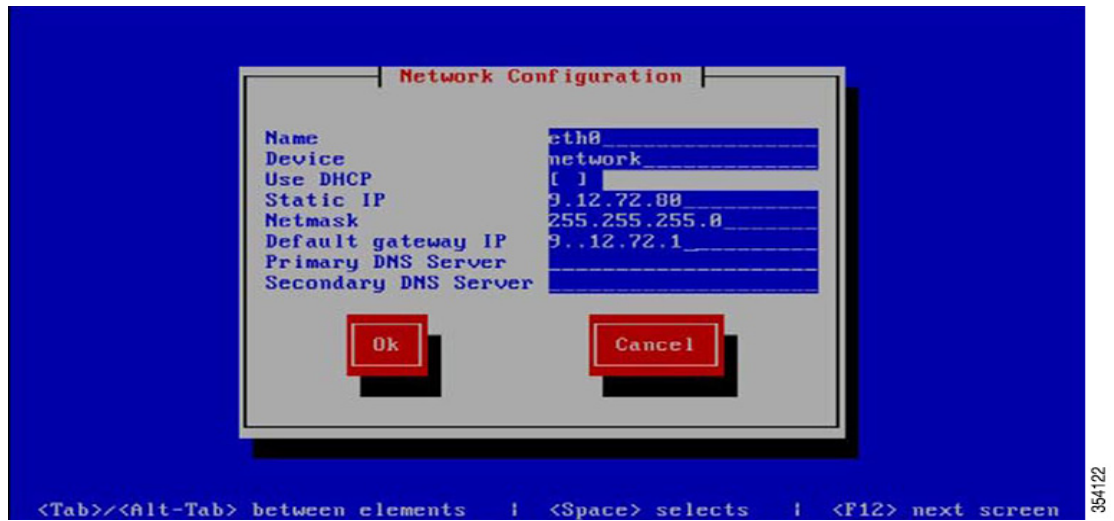 Network Configuration
Name eth0
Device network
Use DHCP [ ]
Static IP 9.12.72.80
Netmask 255.255.255.0
Default gateway IP 9..12.72.1
Primary DNS Server
Secondary DNS Server
Ok Cancel
<Tab>/<Alt-Tab> between elements | <Space> selects | <F12> next screen
354122